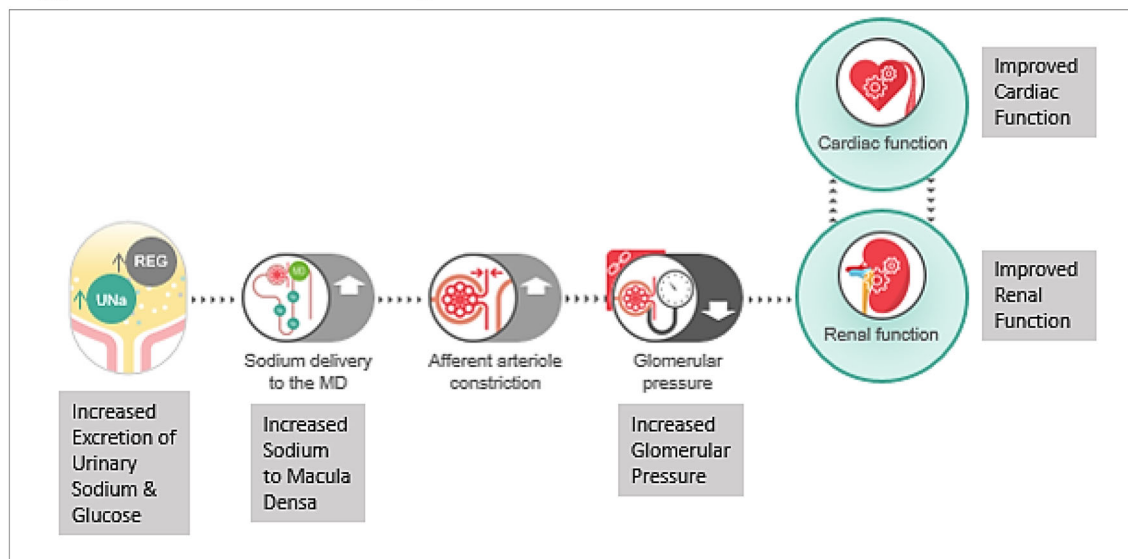 Improved
Cardiac
Function
Cardiac function
REG
UNa
MD
Improved
Renal
Function
Renal function
Sodium delivery
to the MD
Afferent arteriole
constriction
Glomerular
pressure
Increased
Excretion of
Urinary
Sodium &
Glucose
Increased
Sodium
to Macula
Densa
Increased
Glomerular
Pressure